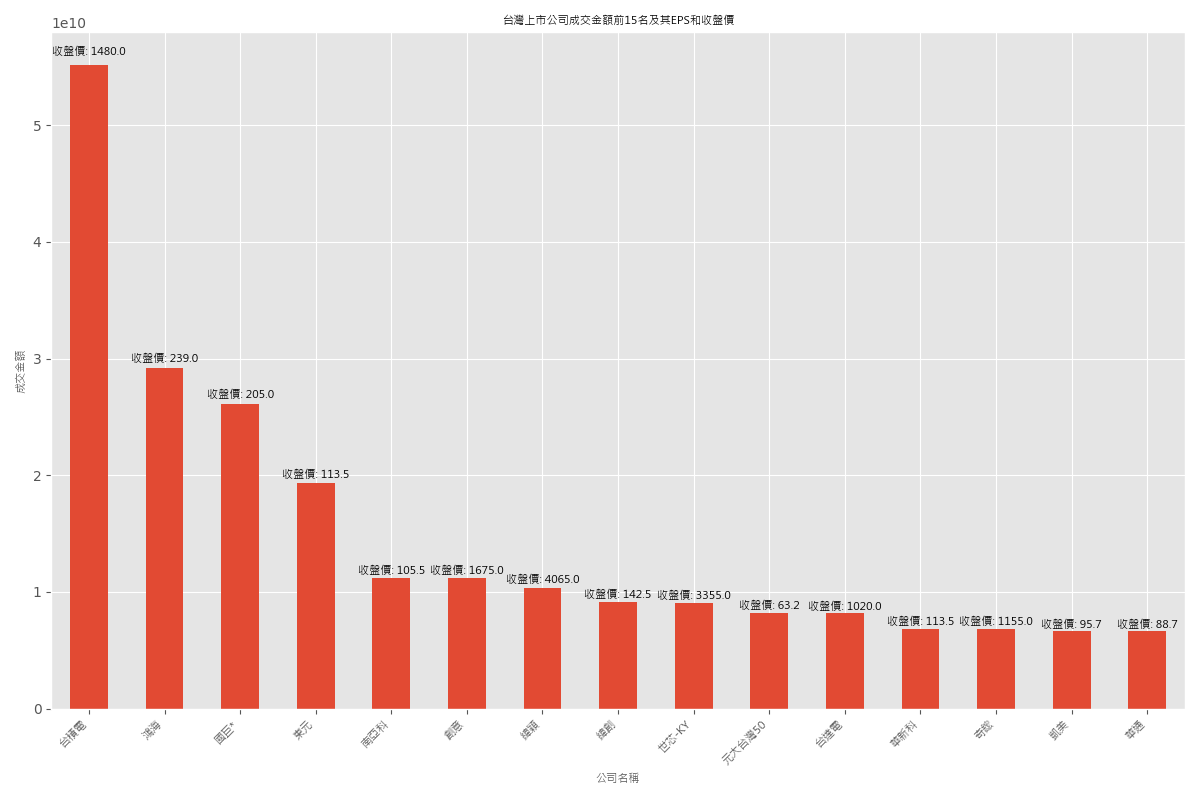 台灣上市公司成交金額前15名及其EPS和收盤價
1e10
收盤價: 1480.0
5
4
3
2
1
0
成交金額
收盤價: 239.0
收盤價: 205.0
收盤價: 113.5
收盤價: 105.5
收盤價: 1675.0
收盤價: 4065.0
收盤價: 142.5
收盤價: 3355.0
收盤價: 63.2
收盤價: 1020.0
收盤價: 113.5
收盤價: 1155.0
收盤價: 95.7
收盤價: 88.7
台積電
鴻海
國巨*
東元
南亞科
創意
緯穎
緯創
世芯-KY
元大台灣50
台達電
華新科
奇鋐
凱美
華通
公司名稱